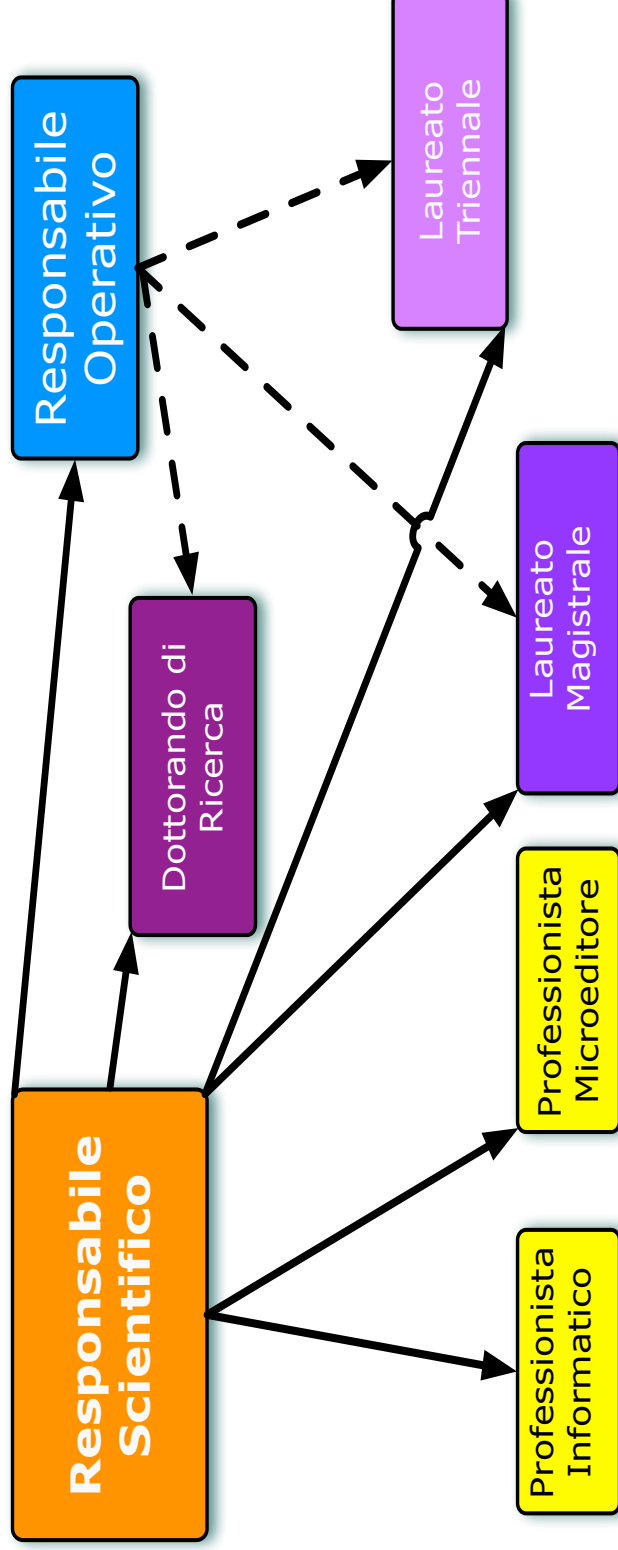 Responsabile
Scientifico
Responsabile
Operativo
Dottorando di
Ricerca
Laureato
Triennale
Professionista
Informatico
Professionista
Microeditore
Laureato
Magistrale